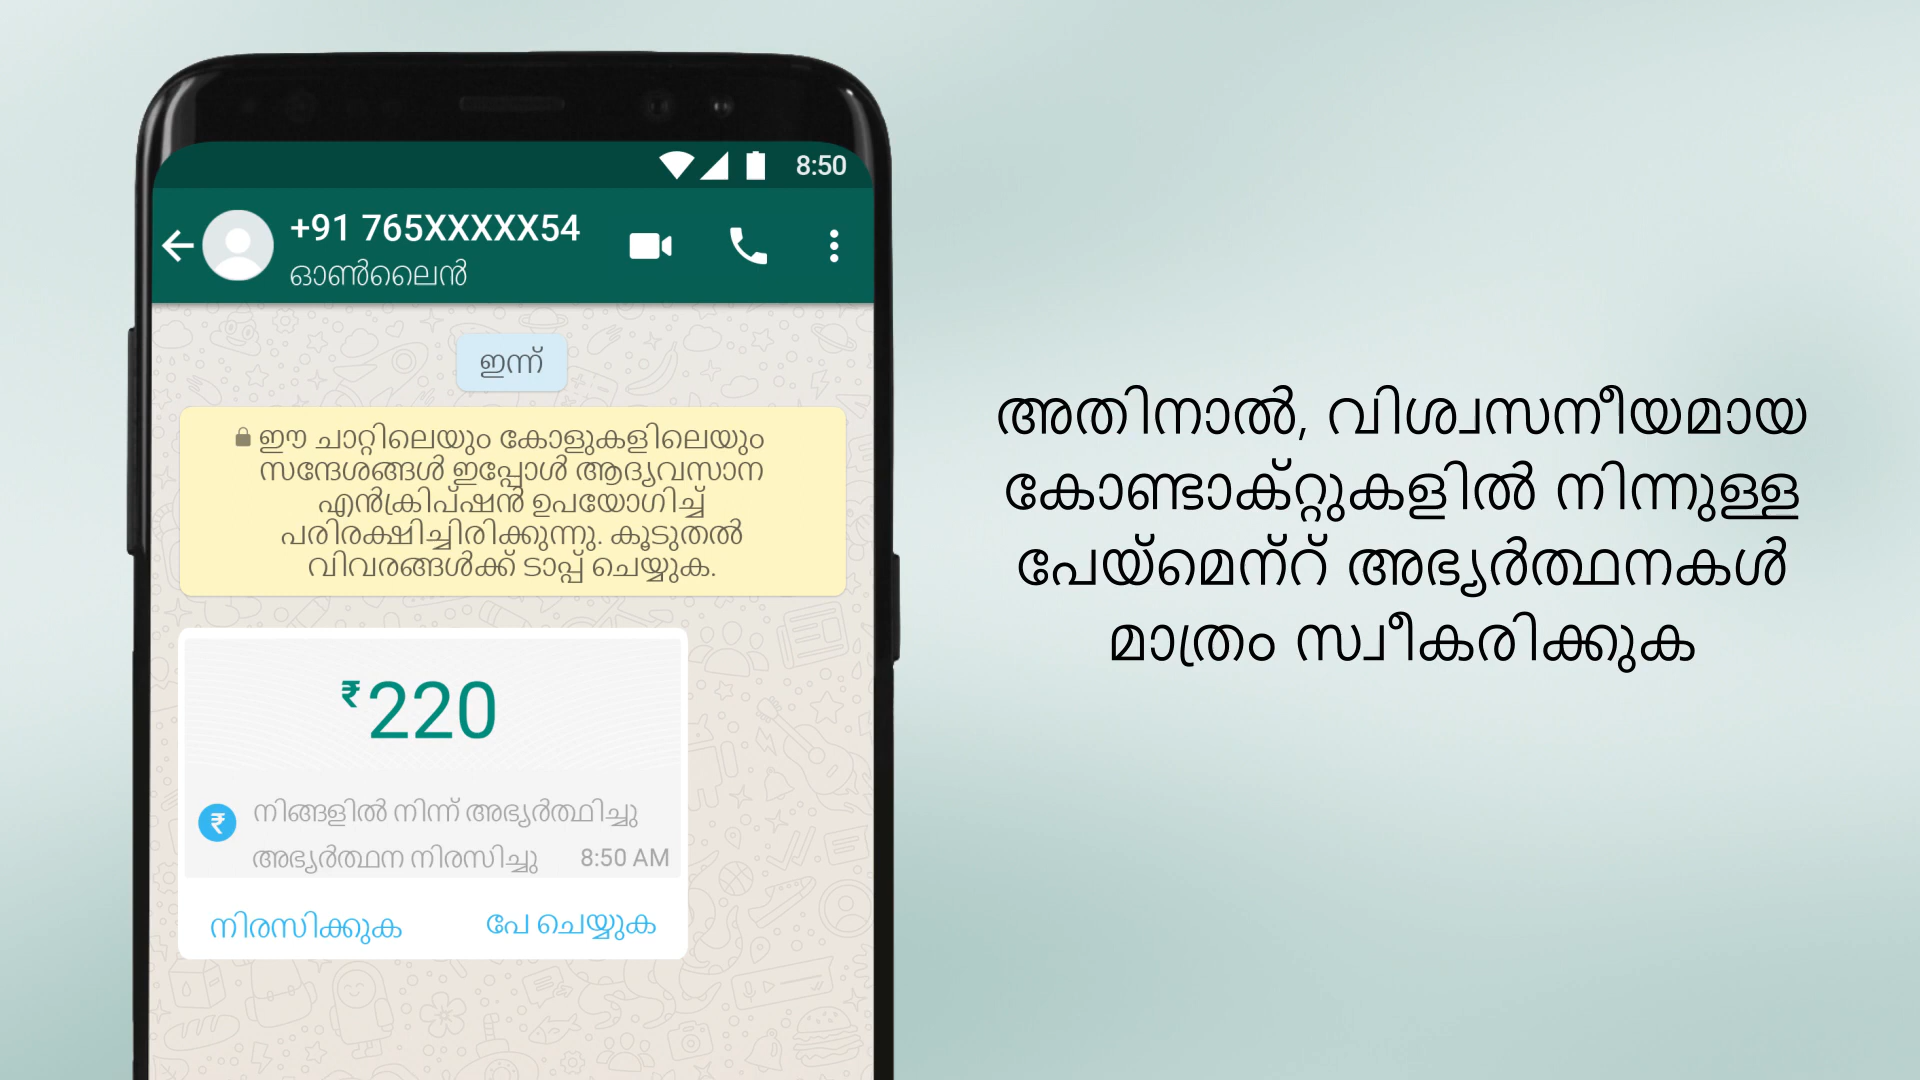 8:50
+91 765XXXXX54
ഓൺലൈൻ
ഇന്ന്
ഈ ചാറ്റിലെയും കോളുകളിലെയും
സന്ദേശങ്ങൾ ഇപ്പോൾ ആദ്യവസാന
എൻക്രിപ്ഷൻ ഉപയോഗിച്ച്
പരിരക്ഷിച്ചിരിക്കുന്നു. കൂടുതൽ
വിവരങ്ങൾക്ക് ടാപ്പ് ചെയ്യുക.
₹220
₹
നിങ്ങളിൽ നിന്ന് അഭ്യർത്ഥിച്ചു
അഭ്യർത്ഥന നിരസിച്ചു 8:50 AM
നിരസിക്കുക പേ ചെയ്യുക
അതിനാൽ, വിശ്വസനീയമായ
കോണ്ടാക്റ്റുകളിൽ നിന്നുള്ള
പേയ്മെന്റ് അഭ്യർത്ഥനകൾ
മാത്രം സ്വീകരിക്കുക